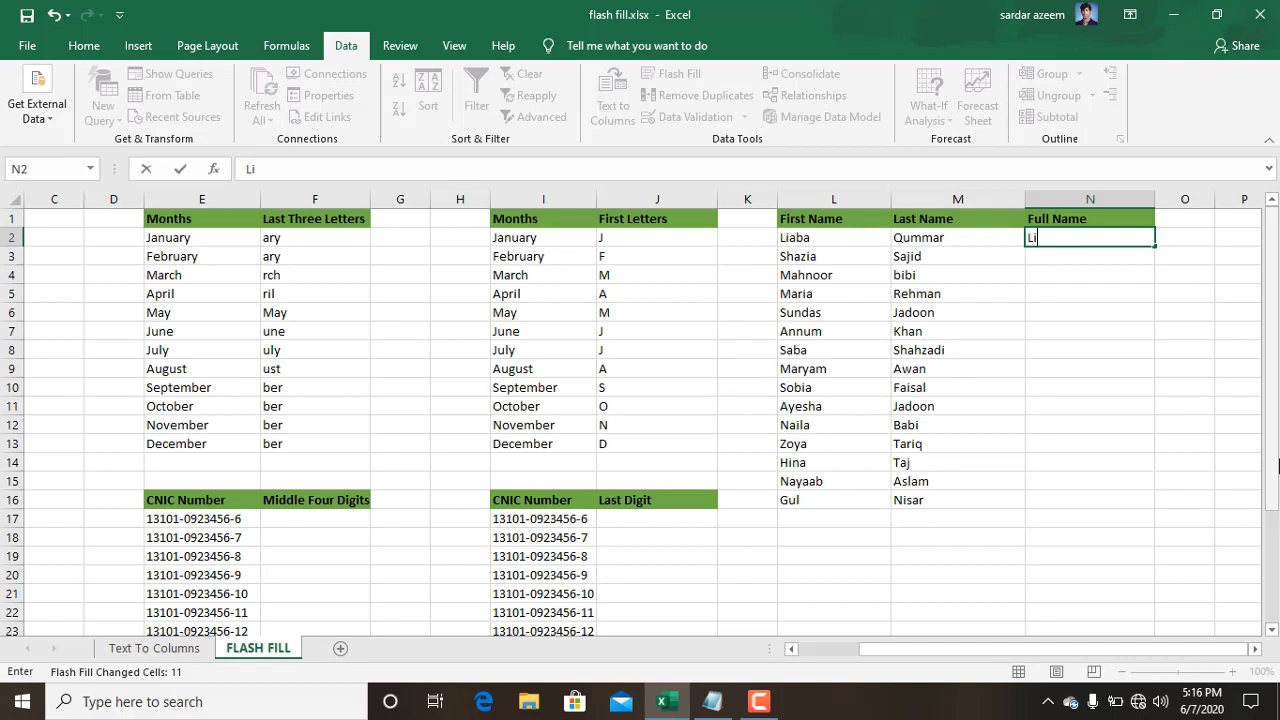 flash fill.xlsx - Excel
sardar azeem
File Home Insert Page Layout Formulas Data Review View Help Tell me what you want to do Share
Get External Data
New Query
Show Queries
From Table
Recent Sources
Get & Transform
Refresh All
Connections
Properties
Edit Links
Connections
Sort
Filter
Clear
Reapply
Advanced
Sort & Filter
Text to Columns
Flash Fill
Remove Duplicates
Data Validation
Consolidate
Relationships
Manage Data Model
Data Tools
What-If Analysis
Forecast Sheet
Forecast
Group
Ungroup
Subtotal
Outline
N2 fx Li
C D E F G H I J K L M N O P
1 Months Last Three Letters Months First Letters First Name Last Name Full Name
2 January ary January J Liaba Qummar Li
3 February ary February F Shazia Sajid
4 March rch March M Mahnoor bibi
5 April ril April A Maria Rehman
6 May May May M Sundas Jadoon
7 June une June J Annum Khan
8 July uly July J Saba Shahzadi
9 August ust August A Maryam Awan
10 September ber September S Sobia Faisal
11 October ber October O Ayesha Jadoon
12 November ber November N Naila Babi
13 December ber December D Zoya Tariq
14 Hina Taj
15 Nayaab Aslam
16 CNIC Number Middle Four Digits CNIC Number Last Digit Gul Nisar
17 13101-0923456-6 13101-0923456-6
18 13101-0923456-7 13101-0923456-7
19 13101-0923456-8 13101-0923456-8
20 13101-0923456-9 13101-0923456-9
21 13101-0923456-10 13101-0923456-10
22 13101-0923456-11 13101-0923456-11
23 13101-0923456-12 13101-0923456-12
Text To Columns FLASH FILL
Enter Flash Fill Changed Cells: 11 100%
Type here to search
5:16 PM
6/7/2020